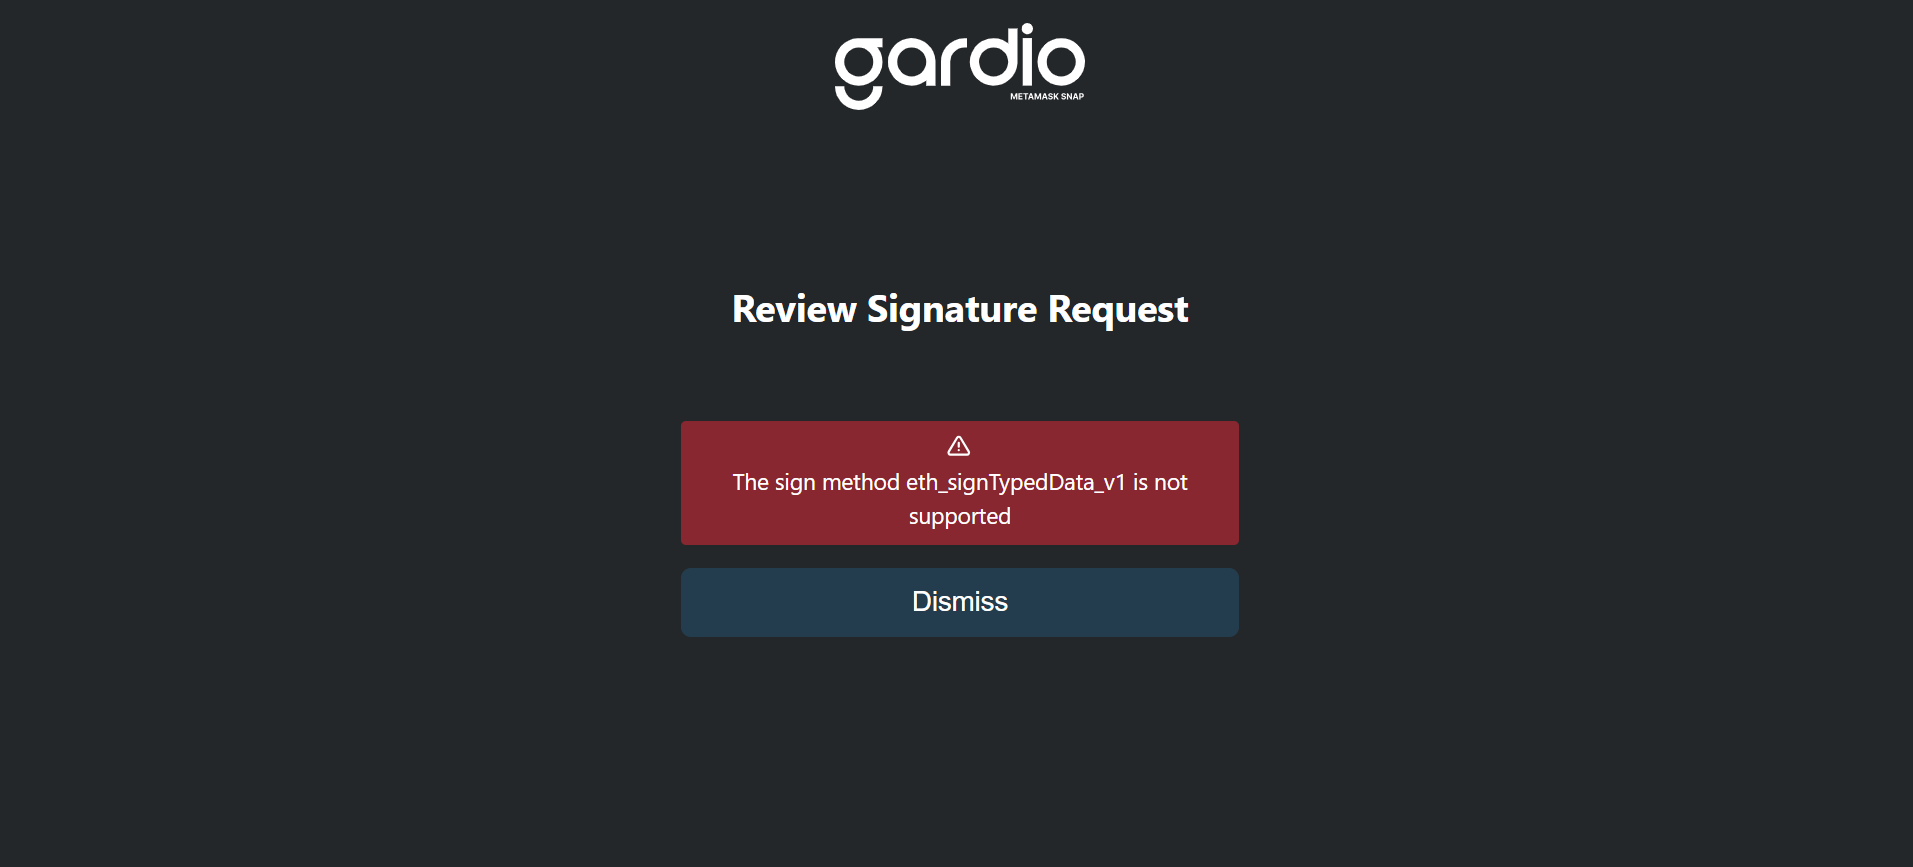 gardio
METAMASK SNAP
Review Signature Request
The sign method eth_signTypedData_v1 is not
supported
Dismiss